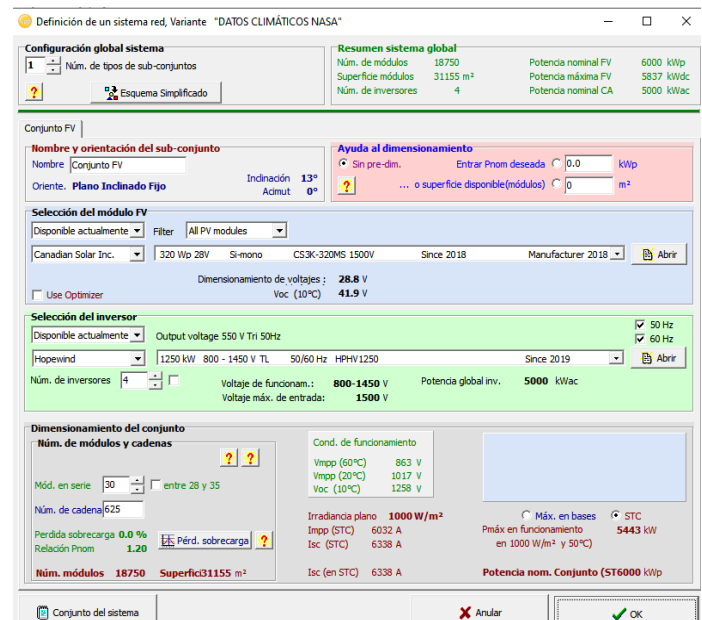 Definición de un sistema red, Variante "DATOS CLIMÁTICOS NASA"
Configuración global sistema
1 Núm. de tipos de sub-conjuntos
? Esquema Simplificado
Resumen sistema global
Núm. de módulos 18750 Potencia nominal FV 6000 kWp
Superficie módulos 31155 m² Potencia máxima FV 5837 kWdc
Núm. de inversores 4 Potencia nominal CA 5000 kWac
Conjunto FV
Nombre y orientación del sub-conjunto
Nombre Conjunto FV
Orient. Plano Inclinado Fijo
Inclinación 13°
Acimut 0°
Ayuda al dimensionamiento
Sin pre-dim. Entrar Pnom deseada 0.0 kWp
? ... o superficie disponible(módulos) 0 m²
Selección del módulo FV
Disponible actualmente Filter All PV modules
Canadian Solar Inc. 320 Wp 28V Si-mono CS3K-320MS 1500V Since 2018 Manufacturer 2018 Abrir
Dimensionamiento de voltajes : 28.8 V
Use Optimizer Voc (10°C) 41.9 V
Selección del inversor
Disponible actualmente Output voltage 550 V Tri 50Hz
50 Hz
60 Hz
Hopewind 1250 kW 800 - 1450 V TL 50/60 Hz HPHV1250 Since 2019 Abrir
Núm. de inversores 4 Voltaje de funcionam.: 800-1450 V Potencia global inv. 5000 kWac
Voltaje máx. de entrada: 1500 V
Dimensionamiento del conjunto
Núm. de módulos y cadenas
? ?
Mód. en serie 30 entre 28 y 35
Núm. de cadena 625
Perdida sobrecarga 0.0 %
Relación Pnom 1.20
Pérd. sobrecarga ?
Núm. módulos 18750 Superfici31155 m²
Cond. de funcionamiento
Vmpp (60°C) 863 V
Vmpp (20°C) 1017 V
Voc (10°C) 1258 V
Irradiancia plano 1000 W/m²
Impp (STC) 6032 A
Isc (STC) 6338 A
Isc (en STC) 6338 A
Máx. en bases STC
Pmáx en funcionamiento 5443 kW
en 1000 W/m² y 50°C)
Potencia nom. Conjunto (ST6000 kWp
Conjunto del sistema
Anular
OK